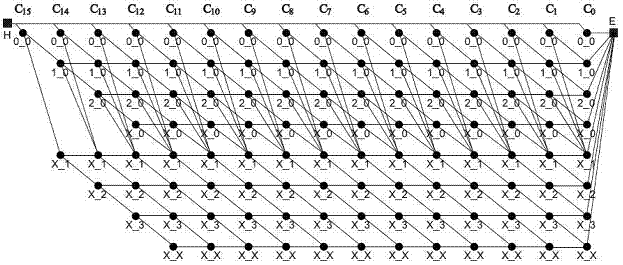 C15 C14 C13 C12 C11 C10 C9 C8 C7 C6 C5 C4 C3 C2 C1 C0
H E
0_0 0_0 0_0 0_0 0_0 0_0 0_0 0_0 0_0 0_0 0_0 0_0 0_0 0_0 0_0 0_0
1_0 1_0 1_0 1_0 1_0 1_0 1_0 1_0 1_0 1_0 1_0 1_0 1_0 1_0 1_0
2_0 2_0 2_0 2_0 2_0 2_0 2_0 2_0 2_0 2_0 2_0 2_0 2_0 2_0
X_0 X_0 X_0 X_0 X_0 X_0 X_0 X_0 X_0 X_0 X_0 X_0 X_0
X_1 X_1 X_1 X_1 X_1 X_1 X_1 X_1 X_1 X_1 X_1 X_1 X_1 X_1 X_1
X_2 X_2 X_2 X_2 X_2 X_2 X_2 X_2 X_2 X_2 X_2 X_2 X_2 X_2
X_3 X_3 X_3 X_3 X_3 X_3 X_3 X_3 X_3 X_3 X_3 X_3 X_3
X_X X_X X_X X_X X_X X_X X_X X_X X_X X_X X_X X_X